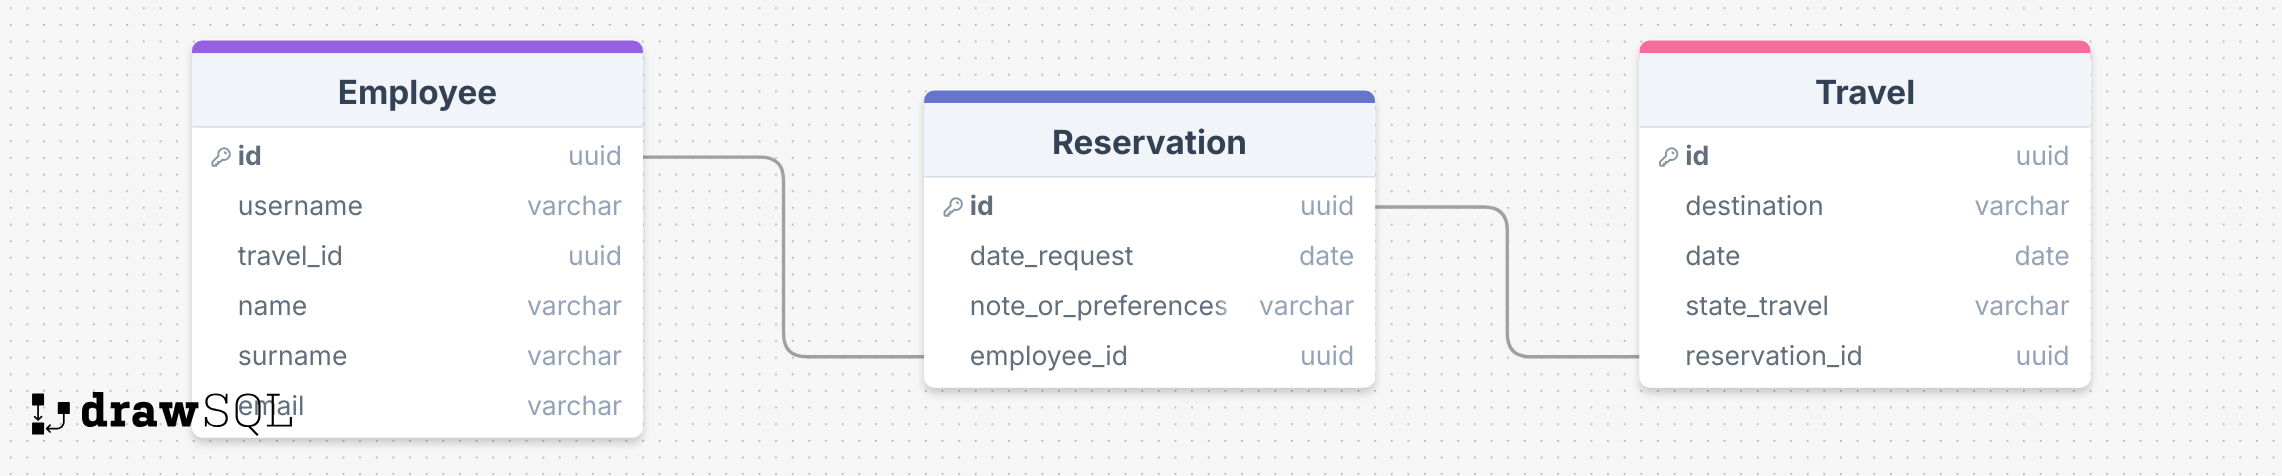 Employee
id uuid
username varchar
travel_id uuid
name varchar
surname varchar
email varchar
Reservation
id uuid
date_request date
note_or_preferences varchar
employee_id uuid
Travel
id uuid
destination varchar
date date
state_travel varchar
reservation_id uuid
drawSQL